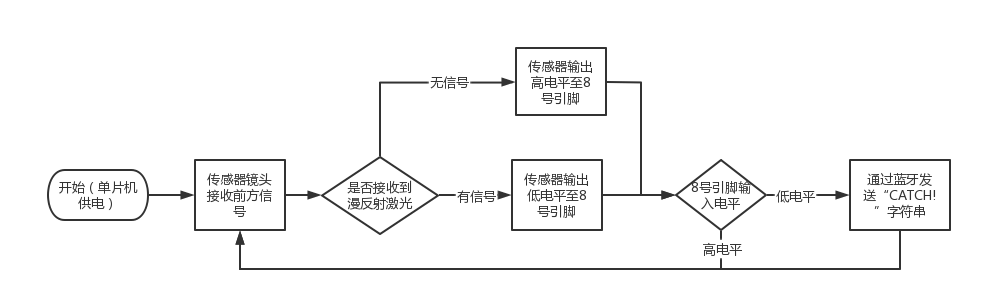 开始（单片机
供电）
传感器镜头
接收前方信
号
是否接收到
漫反射激光
无信号
传感器输出
高电平至8
号引脚
有信号
传感器输出
低电平至8
号引脚
8号引脚输
入电平
低电平
通过蓝牙发
送“CATCH!
”字符串
高电平